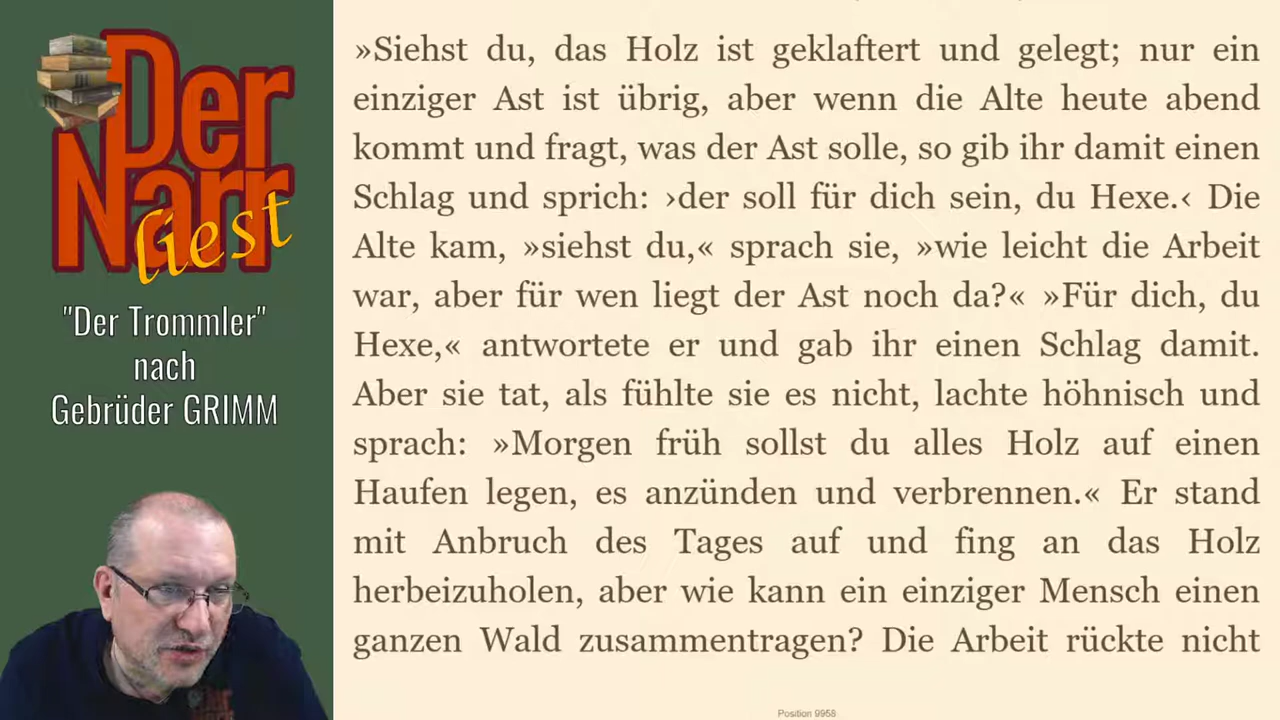 Der
Narr
liest
"Der Trommler"
nach
Gebrüder GRIMM
»Siehst du, das Holz ist geklaftert und gelegt; nur ein
einziger Ast ist übrig, aber wenn die Alte heute abend
kommt und fragt, was der Ast solle, so gib ihr damit einen
Schlag und sprich: ›der soll für dich sein, du Hexe.‹ Die
Alte kam, »siehst du,« sprach sie, »wie leicht die Arbeit
war, aber für wen liegt der Ast noch da?« »Für dich, du
Hexe,« antwortete er und gab ihr einen Schlag damit.
Aber sie tat, als fühlte sie es nicht, lachte höhnisch und
sprach: »Morgen früh sollst du alles Holz auf einen
Haufen legen, es anzünden und verbrennen.« Er stand
mit Anbruch des Tages auf und fing an das Holz
herbeizuholen, aber wie kann ein einziger Mensch einen
ganzen Wald zusammentragen? Die Arbeit rückte nicht
Position 9958